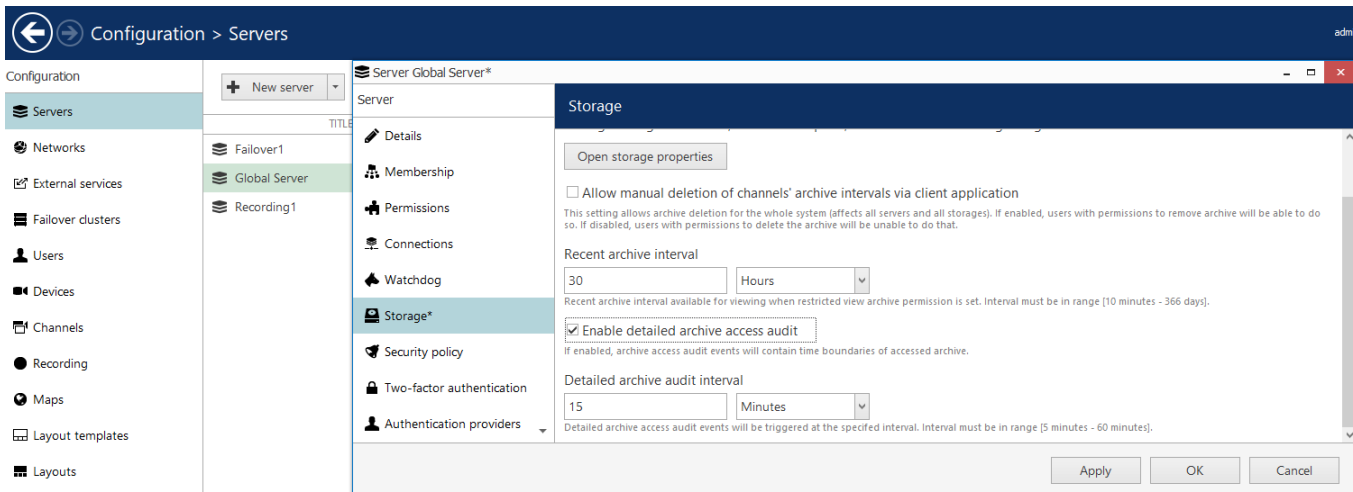 Configuration > Servers
adm
Configuration
Servers
Networks
External services
Failover clusters
Users
Devices
Channels
Recording
Maps
Layout templates
Layouts
New server
TITLE
Failover1
Global Server
Recording1
Server Global Server*
Server
Details
Membership
Permissions
Connections
Watchdog
Storage*
Security policy
Two-factor authentication
Authentication providers
Storage
Open storage properties
Allow manual deletion of channels' archive intervals via client application
This setting allows archive deletion for the whole system (affects all servers and all storages). If enabled, users with permissions to remove archive will be able to do
so. If disabled, users with permissions to delete the archive will be unable to do that.
Recent archive interval
30 Hours
Recent archive interval available for viewing when restricted view archive permission is set. Interval must be in range [10 minutes - 366 days].
Enable detailed archive access audit
If enabled, archive access audit events will contain time boundaries of accessed archive.
Detailed archive audit interval
15 Minutes
Detailed archive access audit events will be triggered at the specifed interval. Interval must be in range [5 minutes - 60 minutes].
Apply OK Cancel